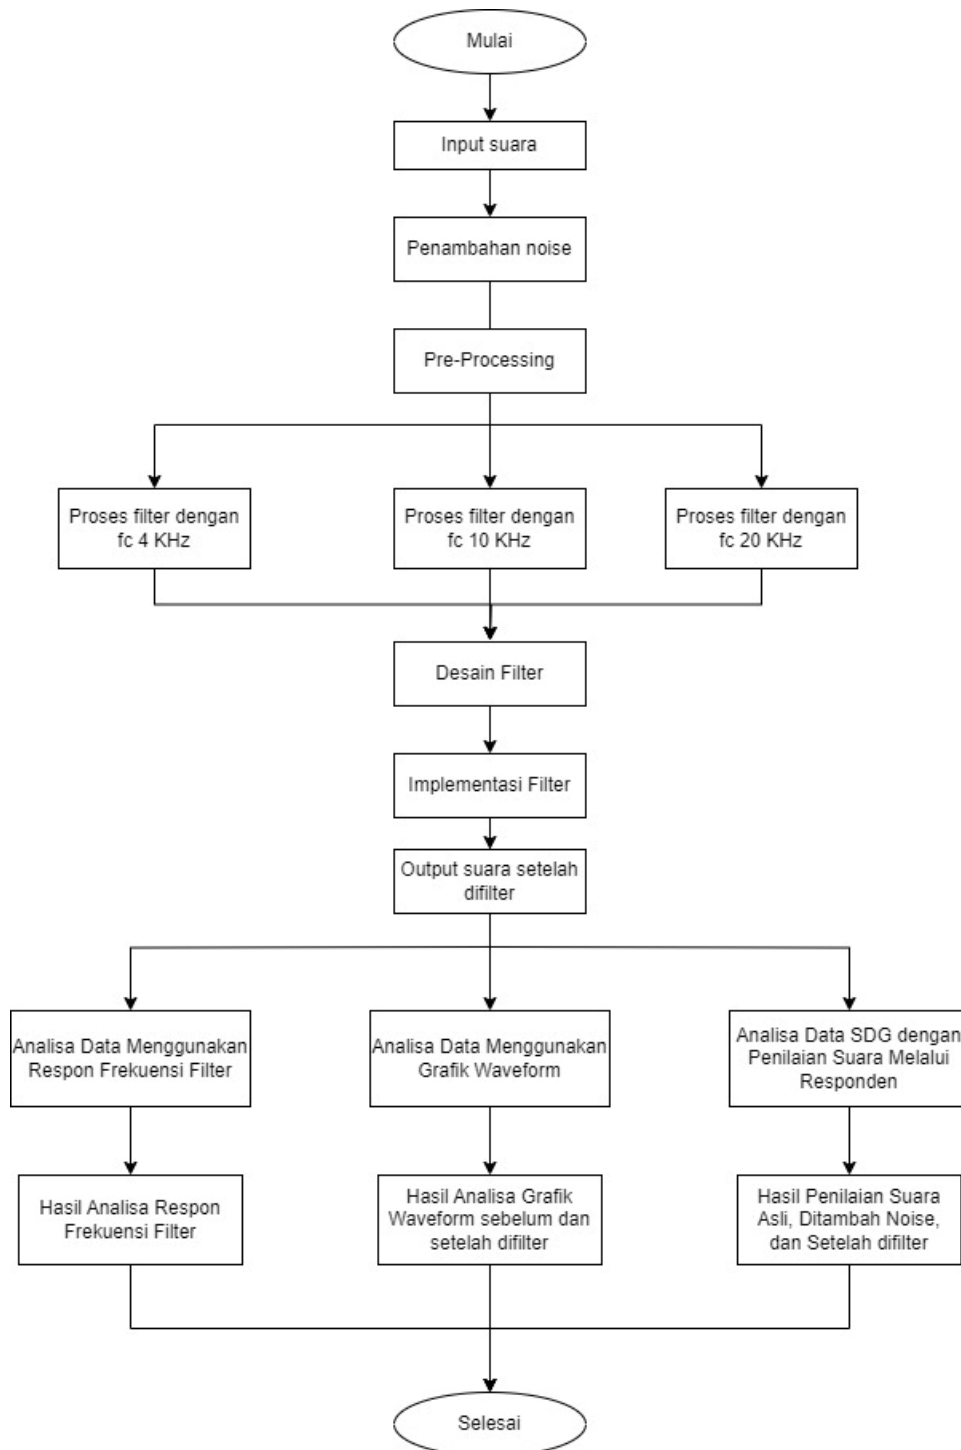 Mulai
Input suara
Penambahan noise
Pre-Processing
Proses filter dengan
fc 4 KHz
Proses filter dengan
fc 10 KHz
Proses filter dengan
fc 20 KHz
Desain Filter
Implementasi Filter
Output suara setelah
difilter
Analisa Data Menggunakan
Respon Frekuensi Filter
Analisa Data Menggunakan
Grafik Waveform
Analisa Data SDG dengan
Penilaian Suara Melalui
Responden
Hasil Analisa Respon
Frekuensi Filter
Hasil Analisa Grafik
Waveform sebelum dan
setelah difilter
Hasil Penilaian Suara
Asli, Ditambah Noise,
dan Setelah difilter
Selesai